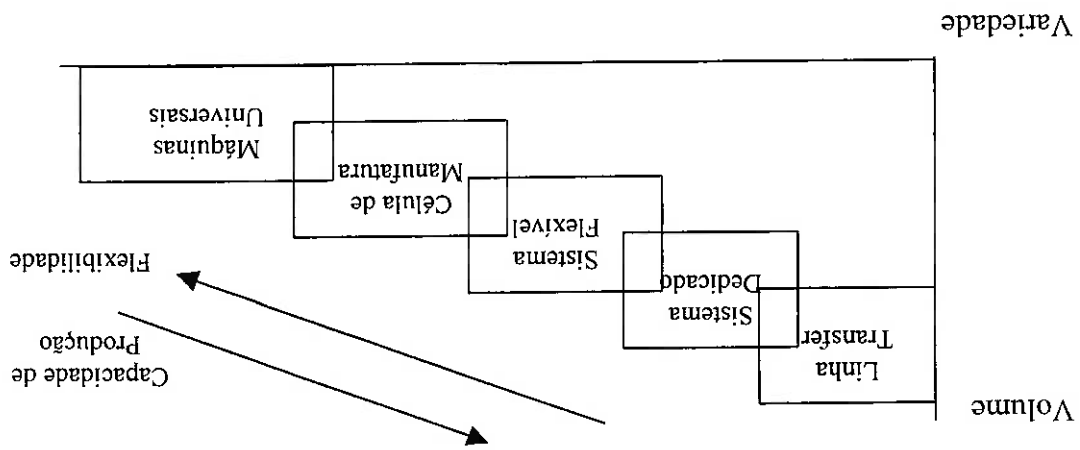 Volume
Capacidade de
Produção
Flexibilidade
Linha
Transfer
Sistema
Dedicado
Sistema
Flexível
Célula de
Manufatura
Máquinas
Universais
Variedade